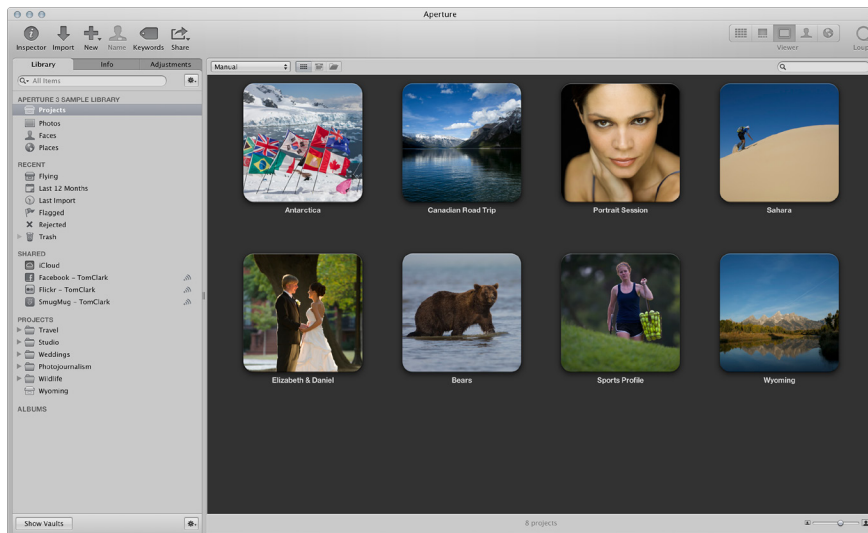 Aperture
Inspector Import New Name Keywords Share
Viewer
Loup
Library Info Adjustments
All Items
APERTURE 3 SAMPLE LIBRARY
Projects
Photos
Faces
Places
RECENT
Flying
Last 12 Months
Last Import
Flagged
Rejected
Trash
SHARED
iCloud
Facebook – TomClark
Flickr – TomClark
SmugMug – TomClark
PROJECTS
Travel
Studio
Weddings
Photojournalism
Wildlife
Wyoming
ALBUMS
Show Vaults
Manual
Antarctica Canadian Road Trip Portrait Session Sahara
Elizabeth & Daniel Bears Sports Profile Wyoming
8 projects